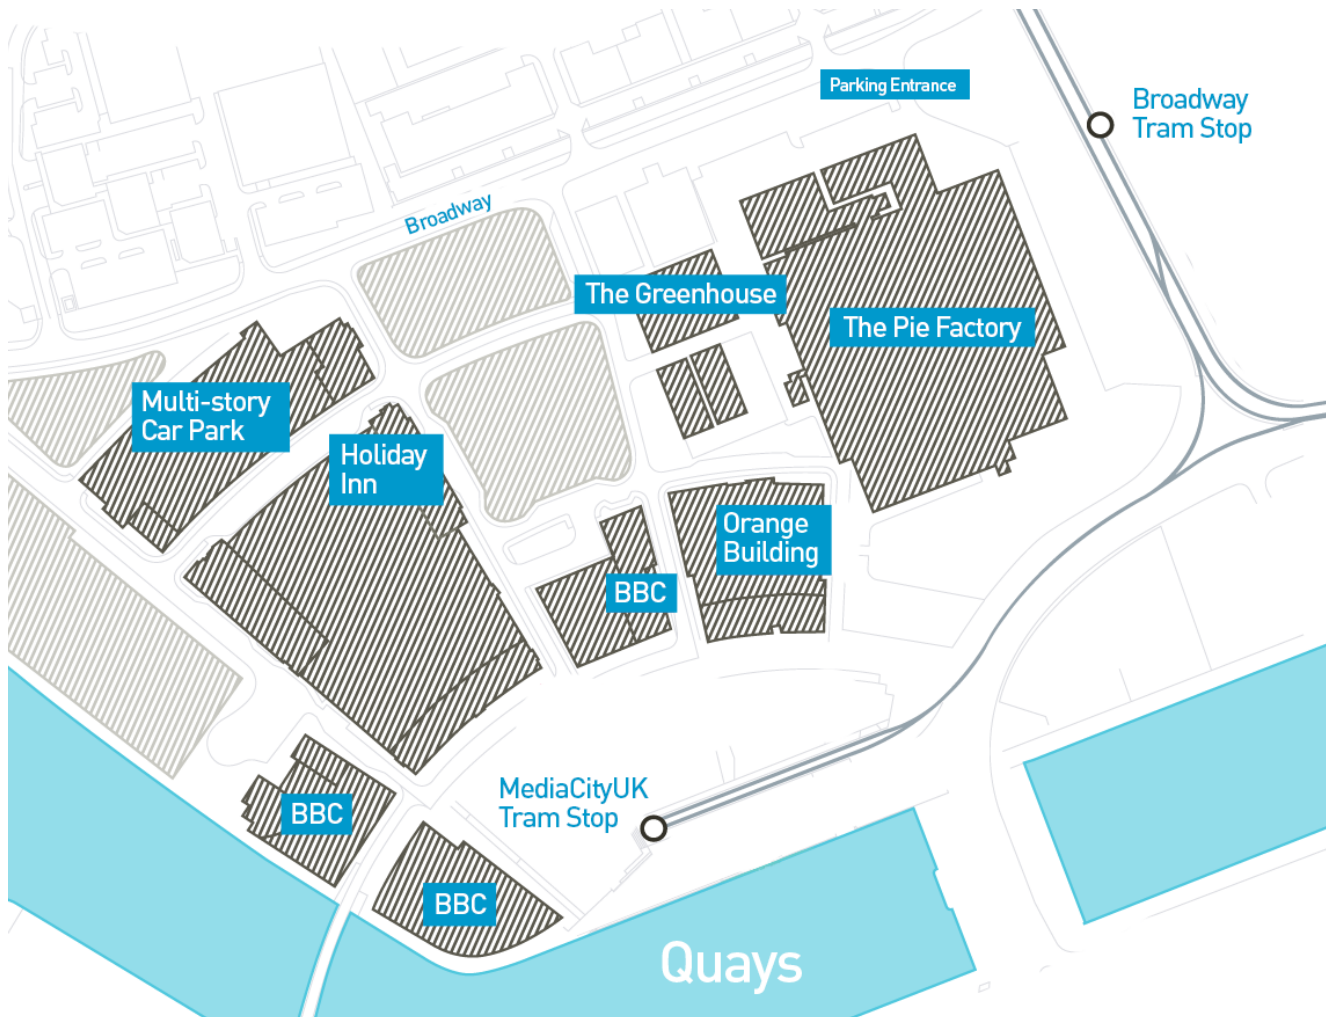 Parking Entrance
Broadway
Tram Stop
Broadway
The Greenhouse
The Pie Factory
Multi-story
Car Park
Holiday
Inn
Orange
Building
BBC
MediaCityUK
Tram Stop
BBC
BBC
Quays